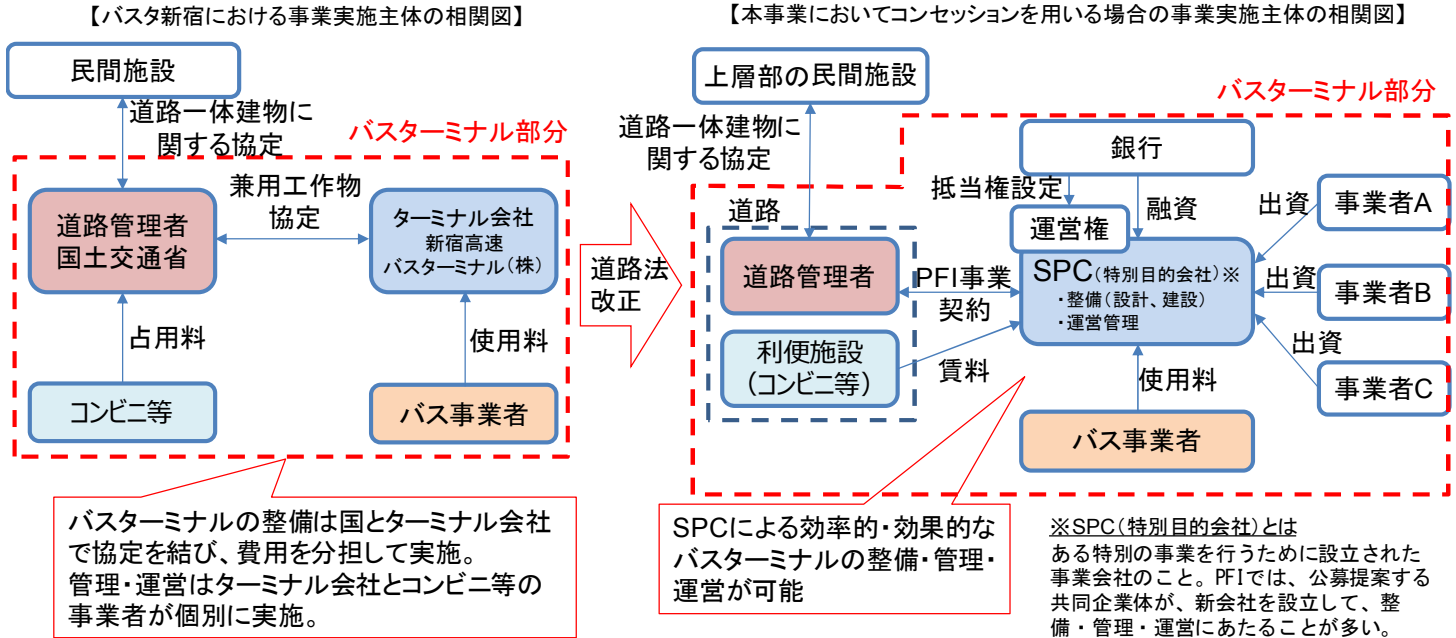 【バスタ新宿における事業実施主体の相関図】
民間施設
道路一体建物に
関する協定
バスターミナル部分
兼用工作物
協定
道路管理者
国土交通省
ターミナル会社
新宿高速
バスターミナル（株）
占用料
使用料
コンビニ等
バス事業者
バスターミナルの整備は国とターミナル会社
で協定を結び、費用を分担して実施。
管理・運営はターミナル会社とコンビニ等の
事業者が個別に実施。
道路法
改正
【本事業においてコンセッションを用いる場合の事業実施主体の相関図】
上層部の民間施設
バスターミナル部分
道路一体建物に
関する協定
銀行
抵当権設定
融資
出資
事業者A
道路
運営権
道路管理者
PFI事業
契約
SPC（特別目的会社）※
・整備（設計、建設）
・運営管理
出資
事業者B
利便施設
（コンビニ等）
賃料
使用料
出資
事業者C
バス事業者
SPCによる効率的・効果的な
バスターミナルの整備・管理・
運営が可能
※SPC（特別目的会社）とは
ある特別の事業を行うために設立された
事業会社のこと。PFIでは、公募提案する
共同企業体が、新会社を設立して、整
備・管理・運営にあたることが多い。